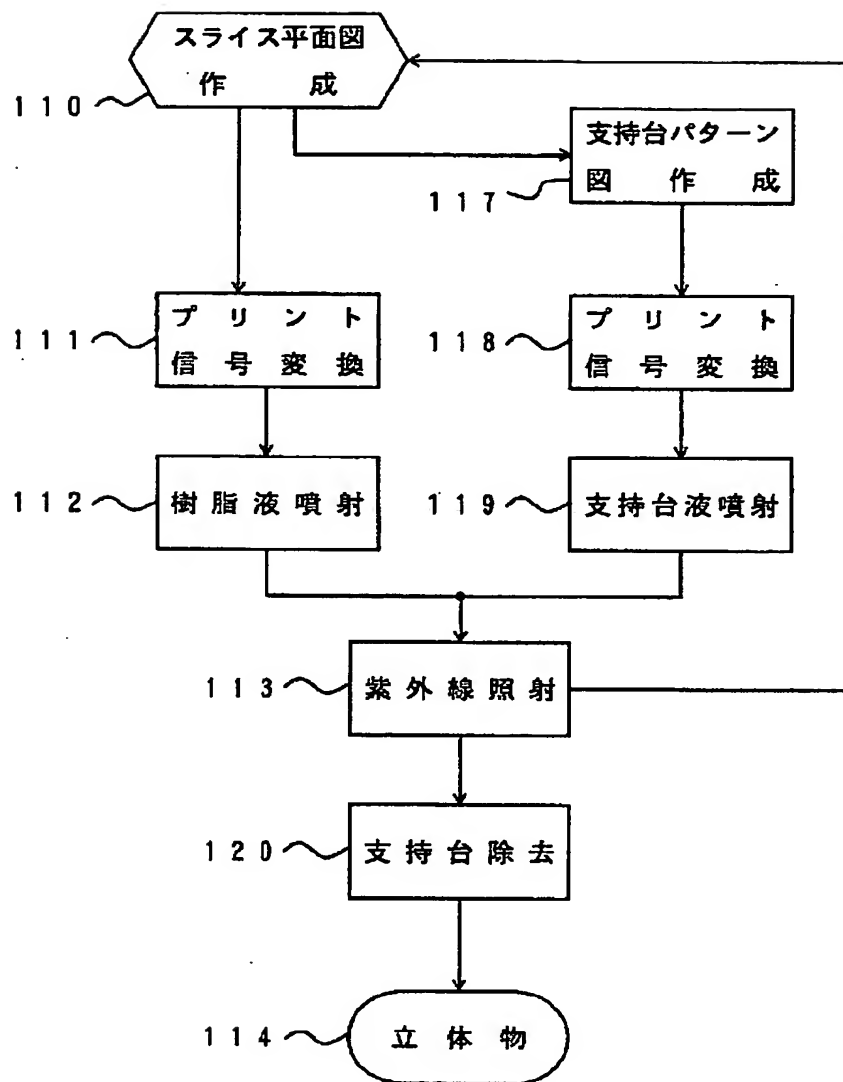 スライス平面図
作成
110
支持台パターン
図作成
117
プリント
信号変換
111
プリント
信号変換
118
樹脂液噴射
112
支持台液噴射
119
紫外線照射
113
支持台除去
120
立体物
114